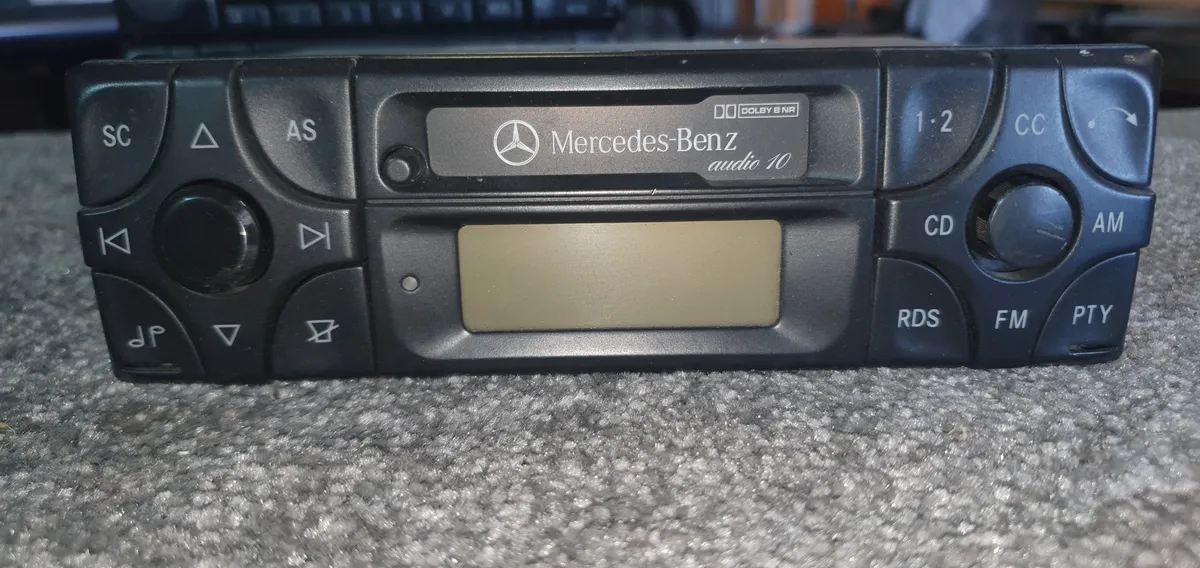 SC
AS
DOLBY B NR
Mercedes-Benz
audio 10
1·2
CC
CD
AM
RDS
FM
PTY